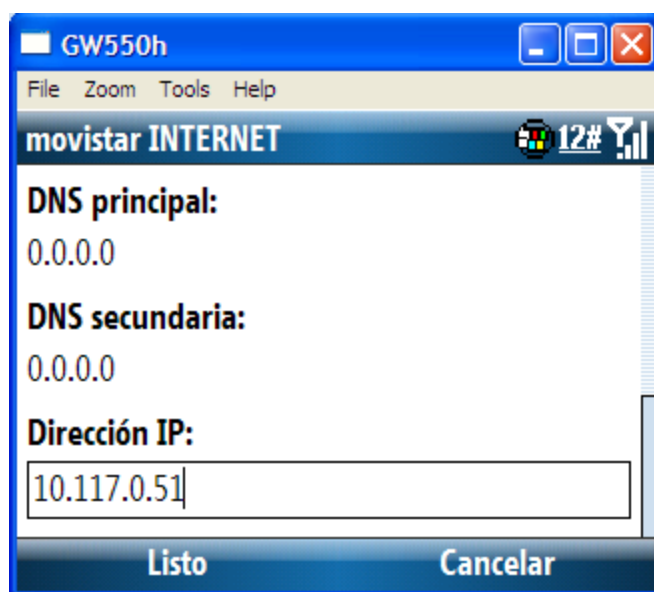 GW550h
File Zoom Tools Help
movistar INTERNET 12#
DNS principal:
0.0.0.0
DNS secundaria:
0.0.0.0
Dirección IP:
10.117.0.51
Listo Cancelar